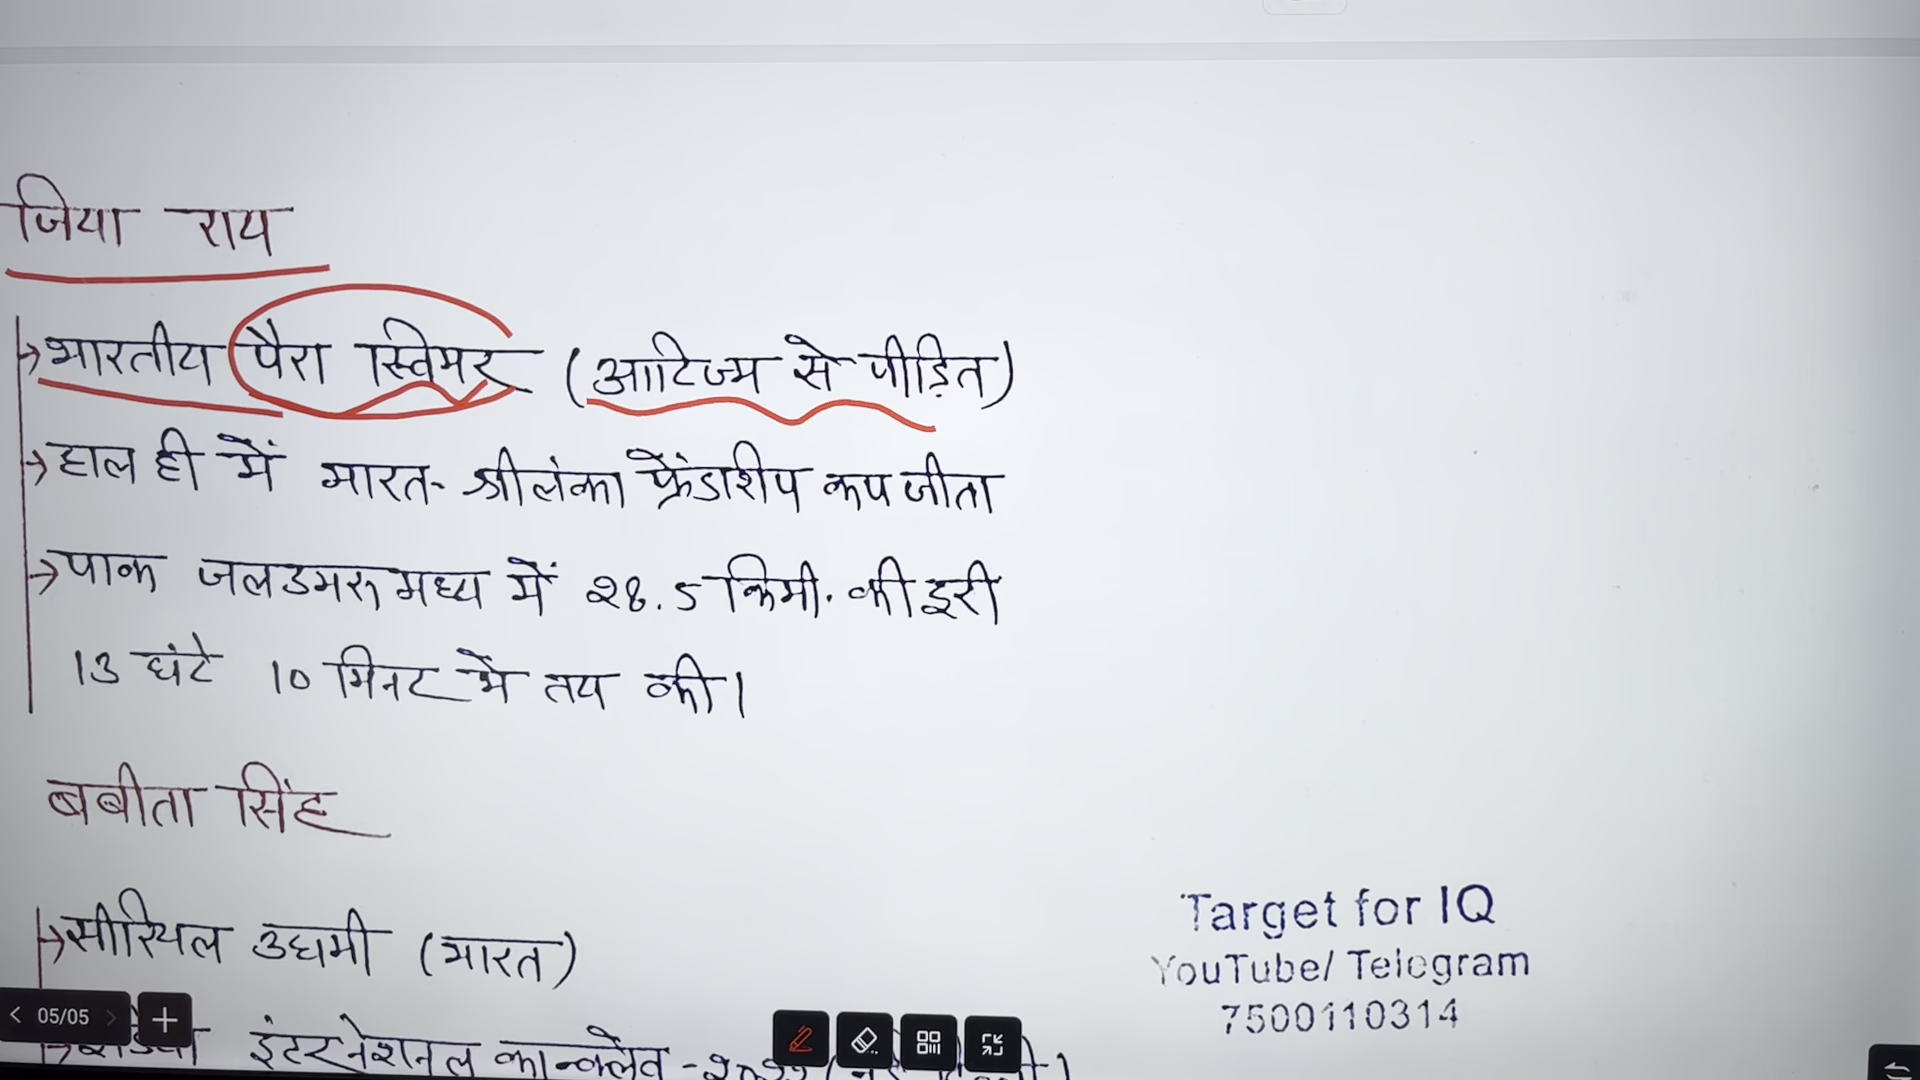 जिया राय
→ भारतीय पैरा स्विमर (आटिज्म से पीड़ित)
→ हाल ही में भारत- श्रीलंका फ्रेंडशीप कप जीता
→ पाक जलडमरुमध्य में 28.5 किमी. की दूरी
13 घंटे 10 मिनट में तय की।
बबीता सिंह
→ सीरियल उद्यमी (भारत)
→ इंटरनेशनल कान्क्लेव -
Target for IQ
YouTube/ Telegram
7500110314
< 05/05 > +